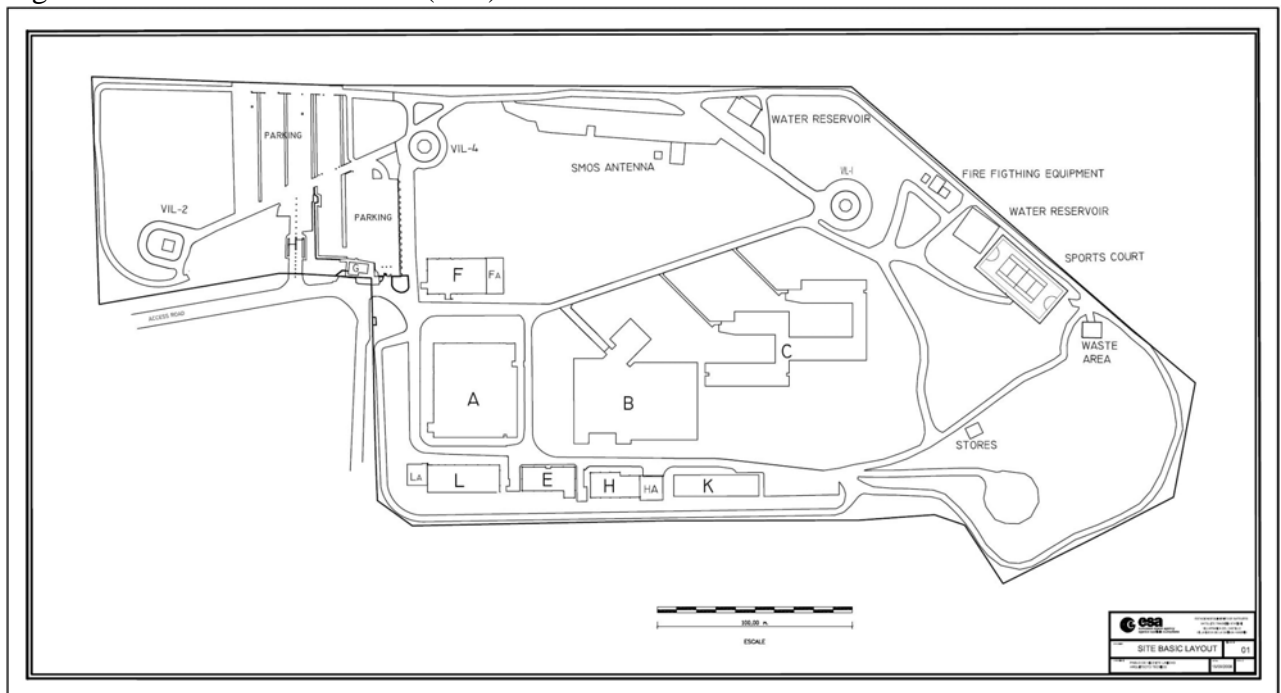 PARKING
VIL-4
WATER RESERVOIR
SMOS ANTENNA
VIL-1
FIRE FIGTHING EQUIPMENT
VIL-2
PARKING
WATER RESERVOIR
SPORTS COURT
G
F
FA
ACCESS ROAD
WASTE
AREA
C
A
B
STORES
LA
L
E
H
HA
K
100,00 m.
ESCALE
esa
SITE BASIC LAYOUT
01